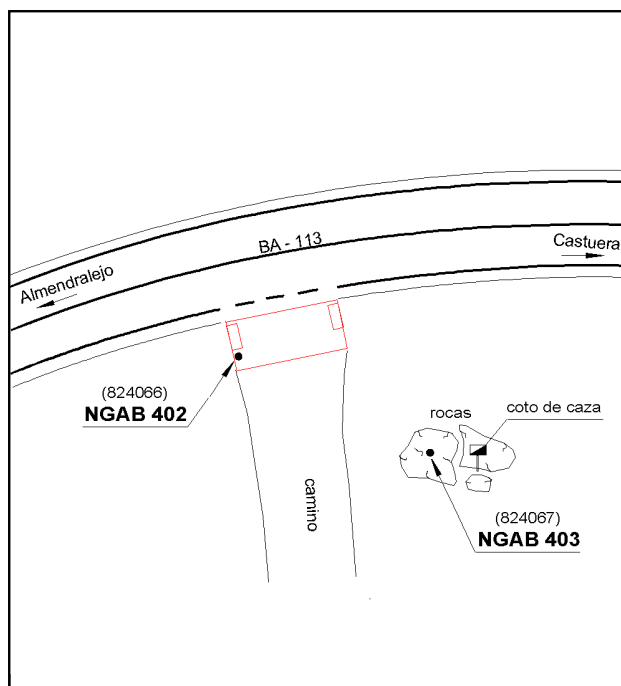 BA - 113
Castuera
Almendralejo
(824066)
NGAB 402
rocas
coto de caza
camino
(824067)
NGAB 403